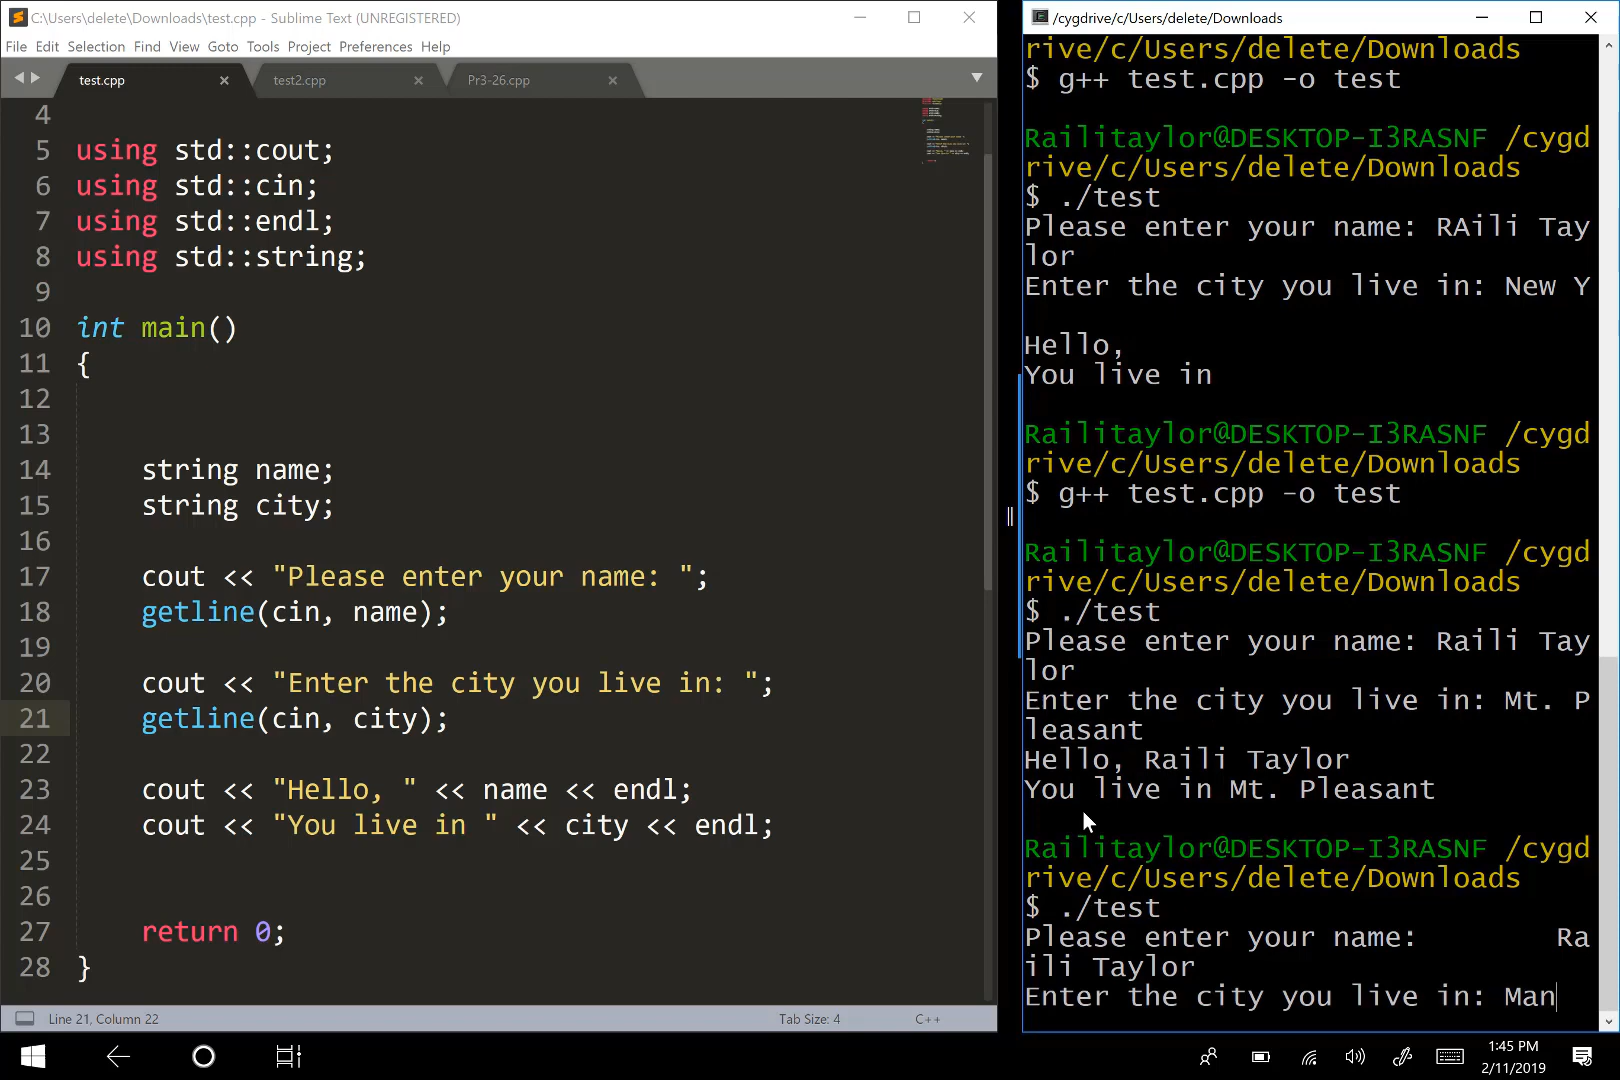 C:\Users\delete\Downloads\test.cpp - Sublime Text (UNREGISTERED)
File Edit Selection Find View Goto Tools Project Preferences Help
test.cpp test2.cpp Pr3-26.cpp
4
5 using std::cout;
6 using std::cin;
7 using std::endl;
8 using std::string;
9
10 int main()
11 {
12
13
14 string name;
15 string city;
16
17 cout << "Please enter your name: ";
18 getline(cin, name);
19
20 cout << "Enter the city you live in: ";
21 getline(cin, city);
22
23 cout << "Hello, " << name << endl;
24 cout << "You live in " << city << endl;
25
26
27 return 0;
28 }
Line 21, Column 22 Tab Size: 4 C++
/cygdrive/c/Users/delete/Downloads
rive/c/Users/delete/Downloads
$ g++ test.cpp -o test
Railitaylor@DESKTOP-I3RASNF /cygd
rive/c/Users/delete/Downloads
$ ./test
Please enter your name: RAili Tay
lor
Enter the city you live in: New Y
Hello,
You live in
Railitaylor@DESKTOP-I3RASNF /cygd
rive/c/Users/delete/Downloads
$ g++ test.cpp -o test
Railitaylor@DESKTOP-I3RASNF /cygd
rive/c/Users/delete/Downloads
$ ./test
Please enter your name: Raili Tay
lor
Enter the city you live in: Mt. P
leasant
Hello, Raili Taylor
You live in Mt. Pleasant
Railitaylor@DESKTOP-I3RASNF /cygd
rive/c/Users/delete/Downloads
$ ./test
Please enter your name: Ra
ili Taylor
Enter the city you live in: Man
1:45 PM
2/11/2019